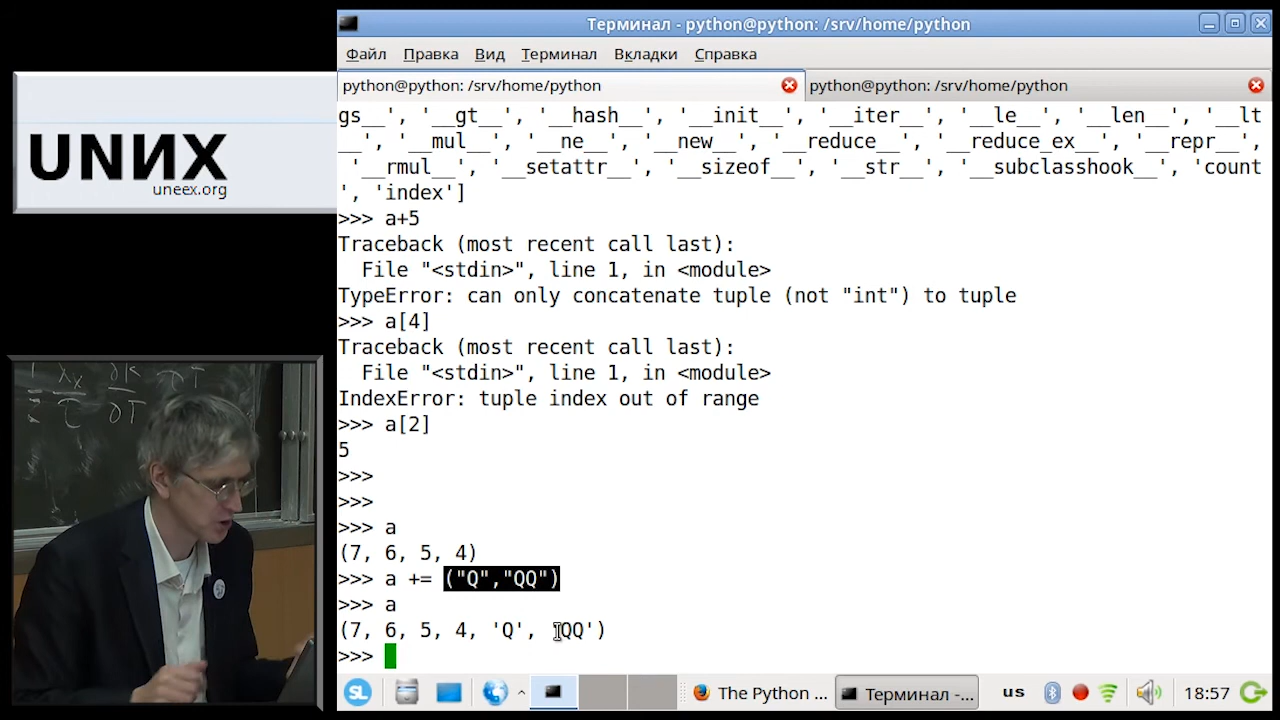 UNИX
uneex.org
Терминал - python@python: /srv/home/python
Файл Правка Вид Терминал Вкладки Справка
python@python: /srv/home/python
python@python: /srv/home/python
gs__', '__gt__', '__hash__', '__init__', '__iter__', '__le__', '__len__', '__lt
__', '__mul__', '__ne__', '__new__', '__reduce__', '__reduce_ex__', '__repr__',
'__rmul__', '__setattr__', '__sizeof__', '__str__', '__subclasshook__', 'count
', 'index']
>>> a+5
Traceback (most recent call last):
File "<stdin>", line 1, in <module>
TypeError: can only concatenate tuple (not "int") to tuple
>>> a[4]
Traceback (most recent call last):
File "<stdin>", line 1, in <module>
IndexError: tuple index out of range
>>> a[2]
5
>>>
>>>
>>> a
(7, 6, 5, 4)
>>> a += ("Q","QQ")
>>> a
(7, 6, 5, 4, 'Q', 'QQ')
>>>
SL
The Python ...
Терминал -...
us
18:57